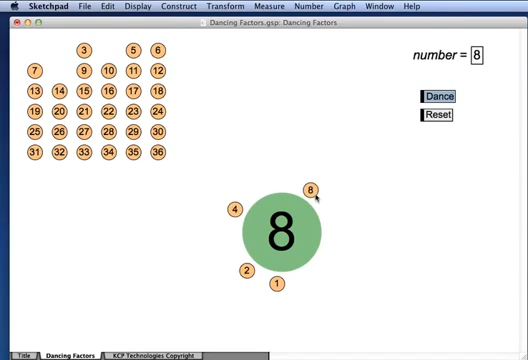 Sketchpad File Edit Display Construct Transform Measure Number Graph Window Help
Dancing Factors.gsp: Dancing Factors
3 5 6
7 9 10 11 12
13 14 15 16 17 18
19 20 21 22 23 24
25 26 27 28 29 30
31 32 33 34 35 36
number = 8
Dance
Reset
8
4
8
2
1
Title Dancing Factors KCP Technologies Copyright